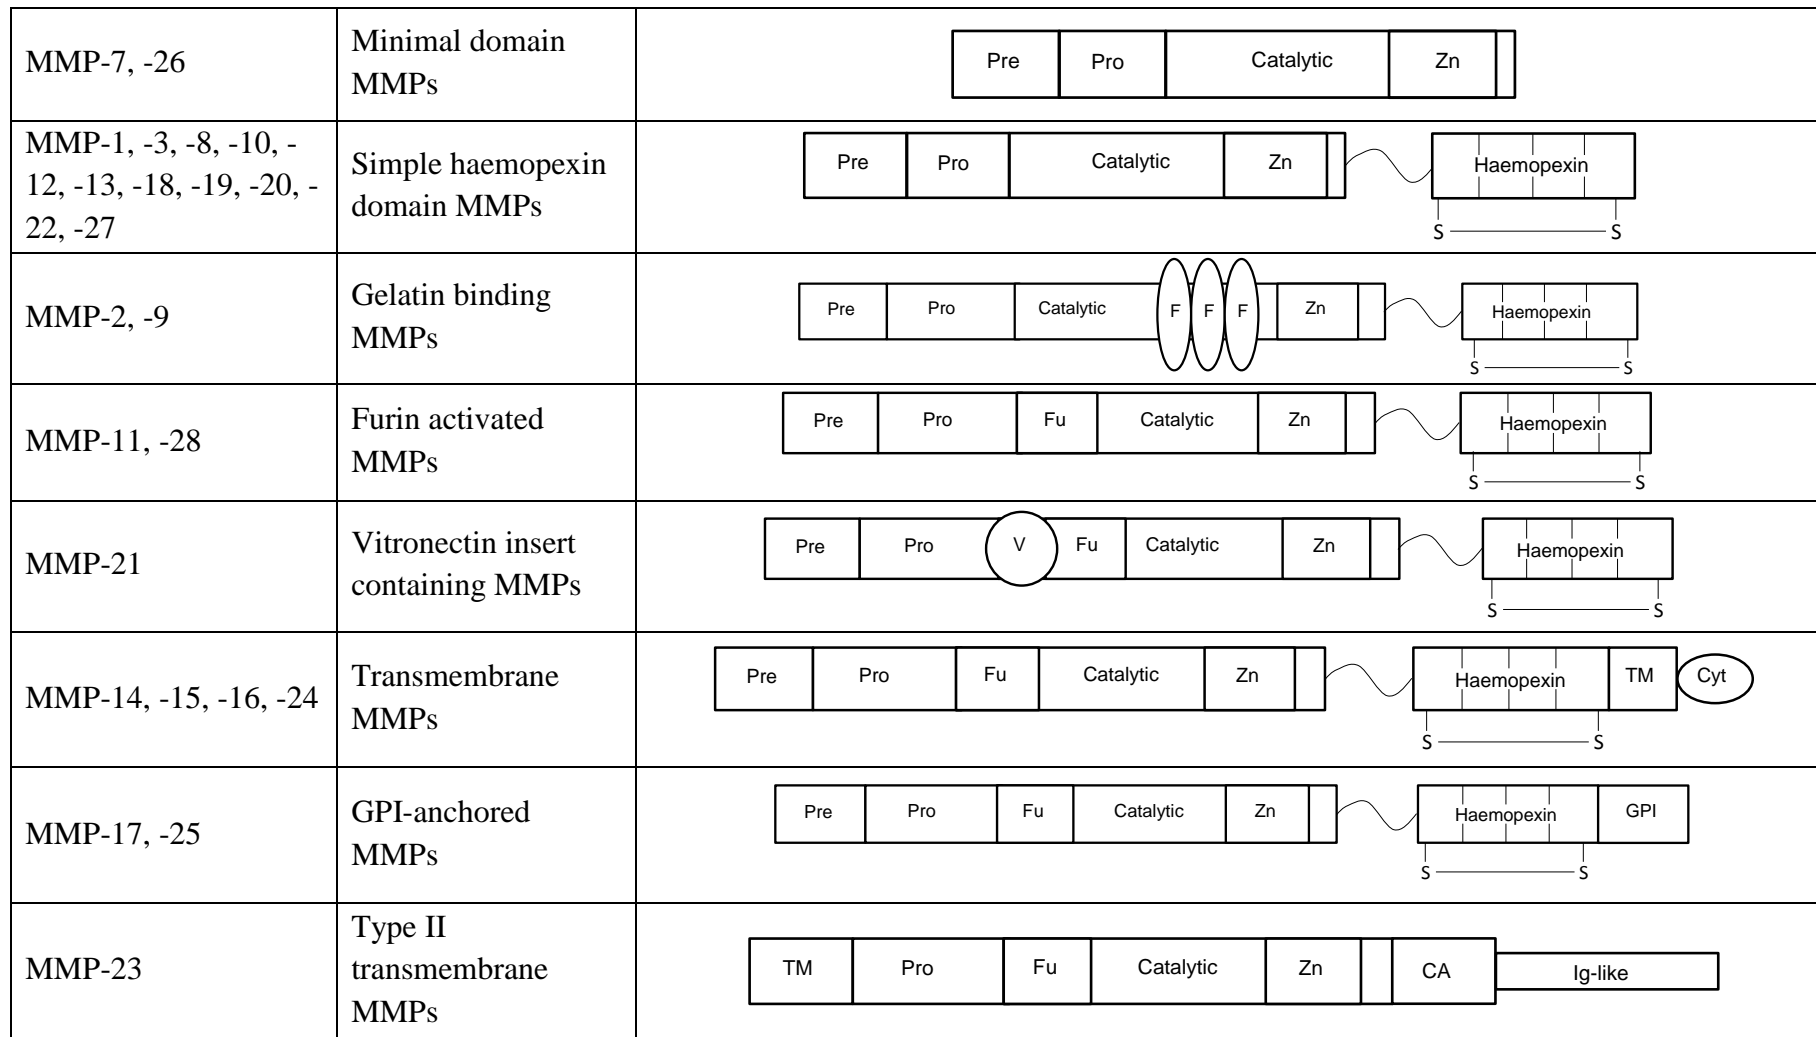 MMP-7, -26
Minimal domain
MMPs
Pre Pro Catalytic Zn
MMP-1, -3, -8, -10, -
12, -13, -18, -19, -20, -
22, -27
Simple haemopexin
domain MMPs
Pre Pro Catalytic Zn Haemopexin
S S
MMP-2, -9
Gelatin binding
MMPs
Pre Pro Catalytic F F F Zn Haemopexin
S S
MMP-11, -28
Furin activated
MMPs
Pre Pro Fu Catalytic Zn Haemopexin
S S
MMP-21
Vitronectin insert
containing MMPs
Pre Pro V Fu Catalytic Zn Haemopexin
S S
MMP-14, -15, -16, -24
Transmembrane
MMPs
Pre Pro Fu Catalytic Zn Haemopexin TM Cyt
S S
MMP-17, -25
GPI-anchored
MMPs
Pre Pro Fu Catalytic Zn Haemopexin GPI
S S
MMP-23
Type II
transmembrane
MMPs
TM Pro Fu Catalytic Zn CA Ig-like